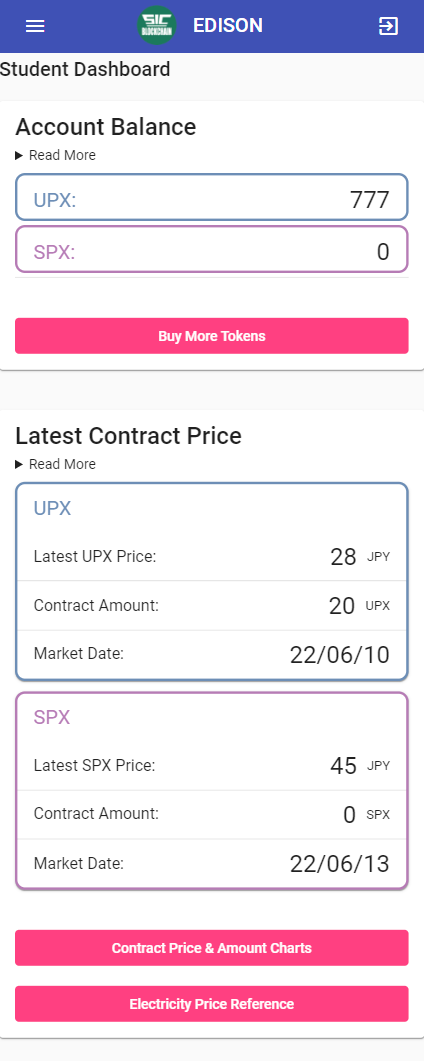 SIC
BLOCKCHAIN
EDISON
Student Dashboard
Account Balance
Read More
UPX: 777
SPX: 0
Buy More Tokens
Latest Contract Price
Read More
UPX
Latest UPX Price: 28 JPY
Contract Amount: 20 UPX
Market Date: 22/06/10
SPX
Latest SPX Price: 45 JPY
Contract Amount: 0 SPX
Market Date: 22/06/13
Contract Price & Amount Charts
Electricity Price Reference